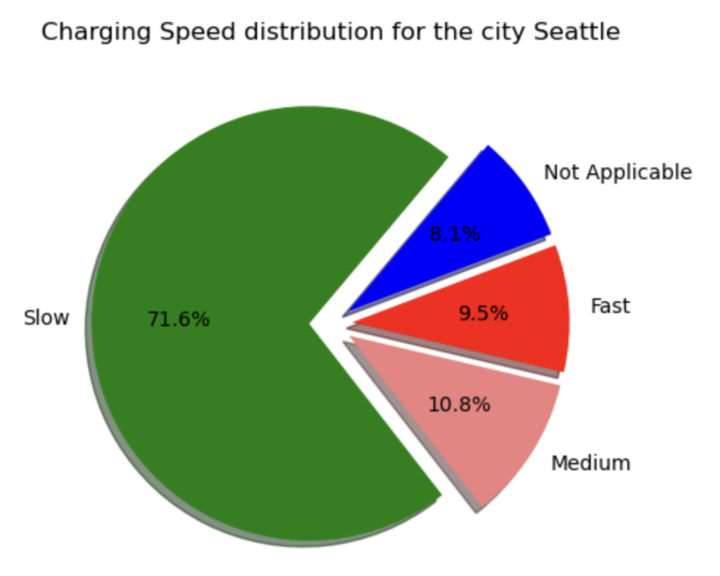 Charging Speed distribution for the city Seattle
Not Applicable
8.1%
Slow
71.6%
9.5%
Fast
10.8%
Medium